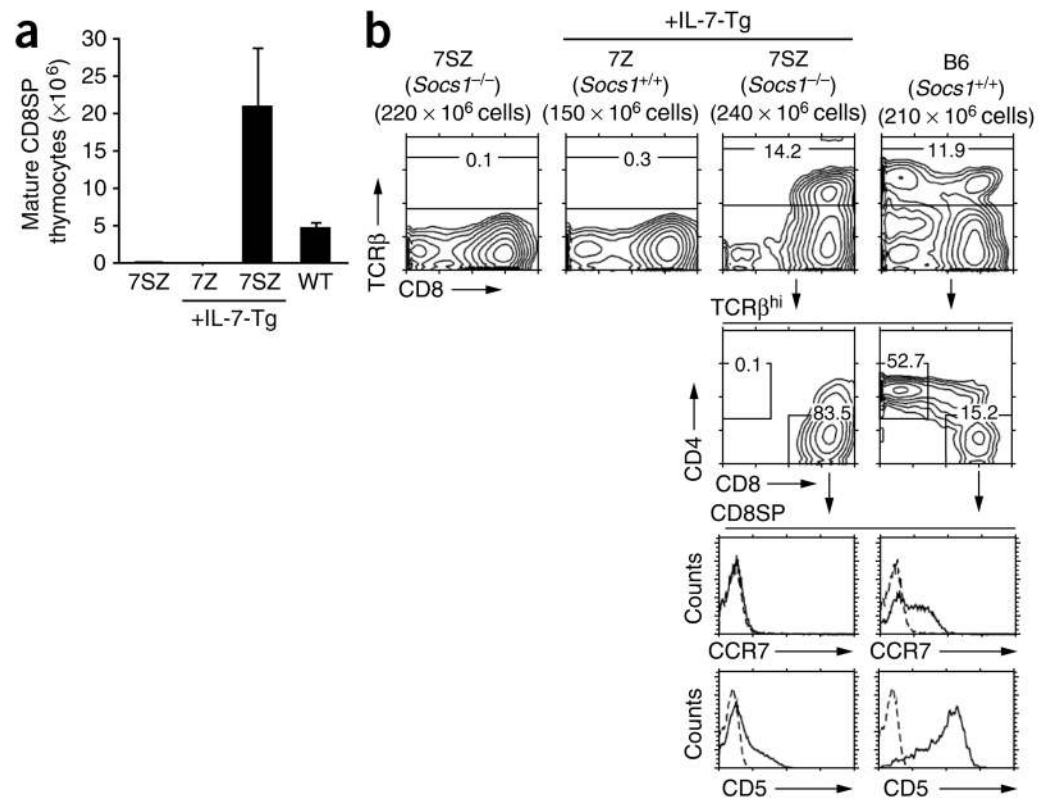 a
Mature CD8SP
thymocytes (×10⁶)
30
25
20
15
10
5
0
7SZ 7Z 7SZ WT
+IL-7-Tg
b
+IL-7-Tg
7SZ
(Socs1⁻/⁻)
(220 × 10⁶ cells)
7Z
(Socs1⁺/⁺)
(150 × 10⁶ cells)
7SZ
(Socs1⁻/⁻)
(240 × 10⁶ cells)
B6
(Socs1⁺/⁺)
(210 × 10⁶ cells)
0.1
0.3
14.2
11.9
TCRβ
CD8
TCRβʰⁱ
0.1
83.5
52.7
15.2
CD4
CD8
CD8SP
Counts
CCR7
Counts
CCR7
Counts
CD5
Counts
CD5